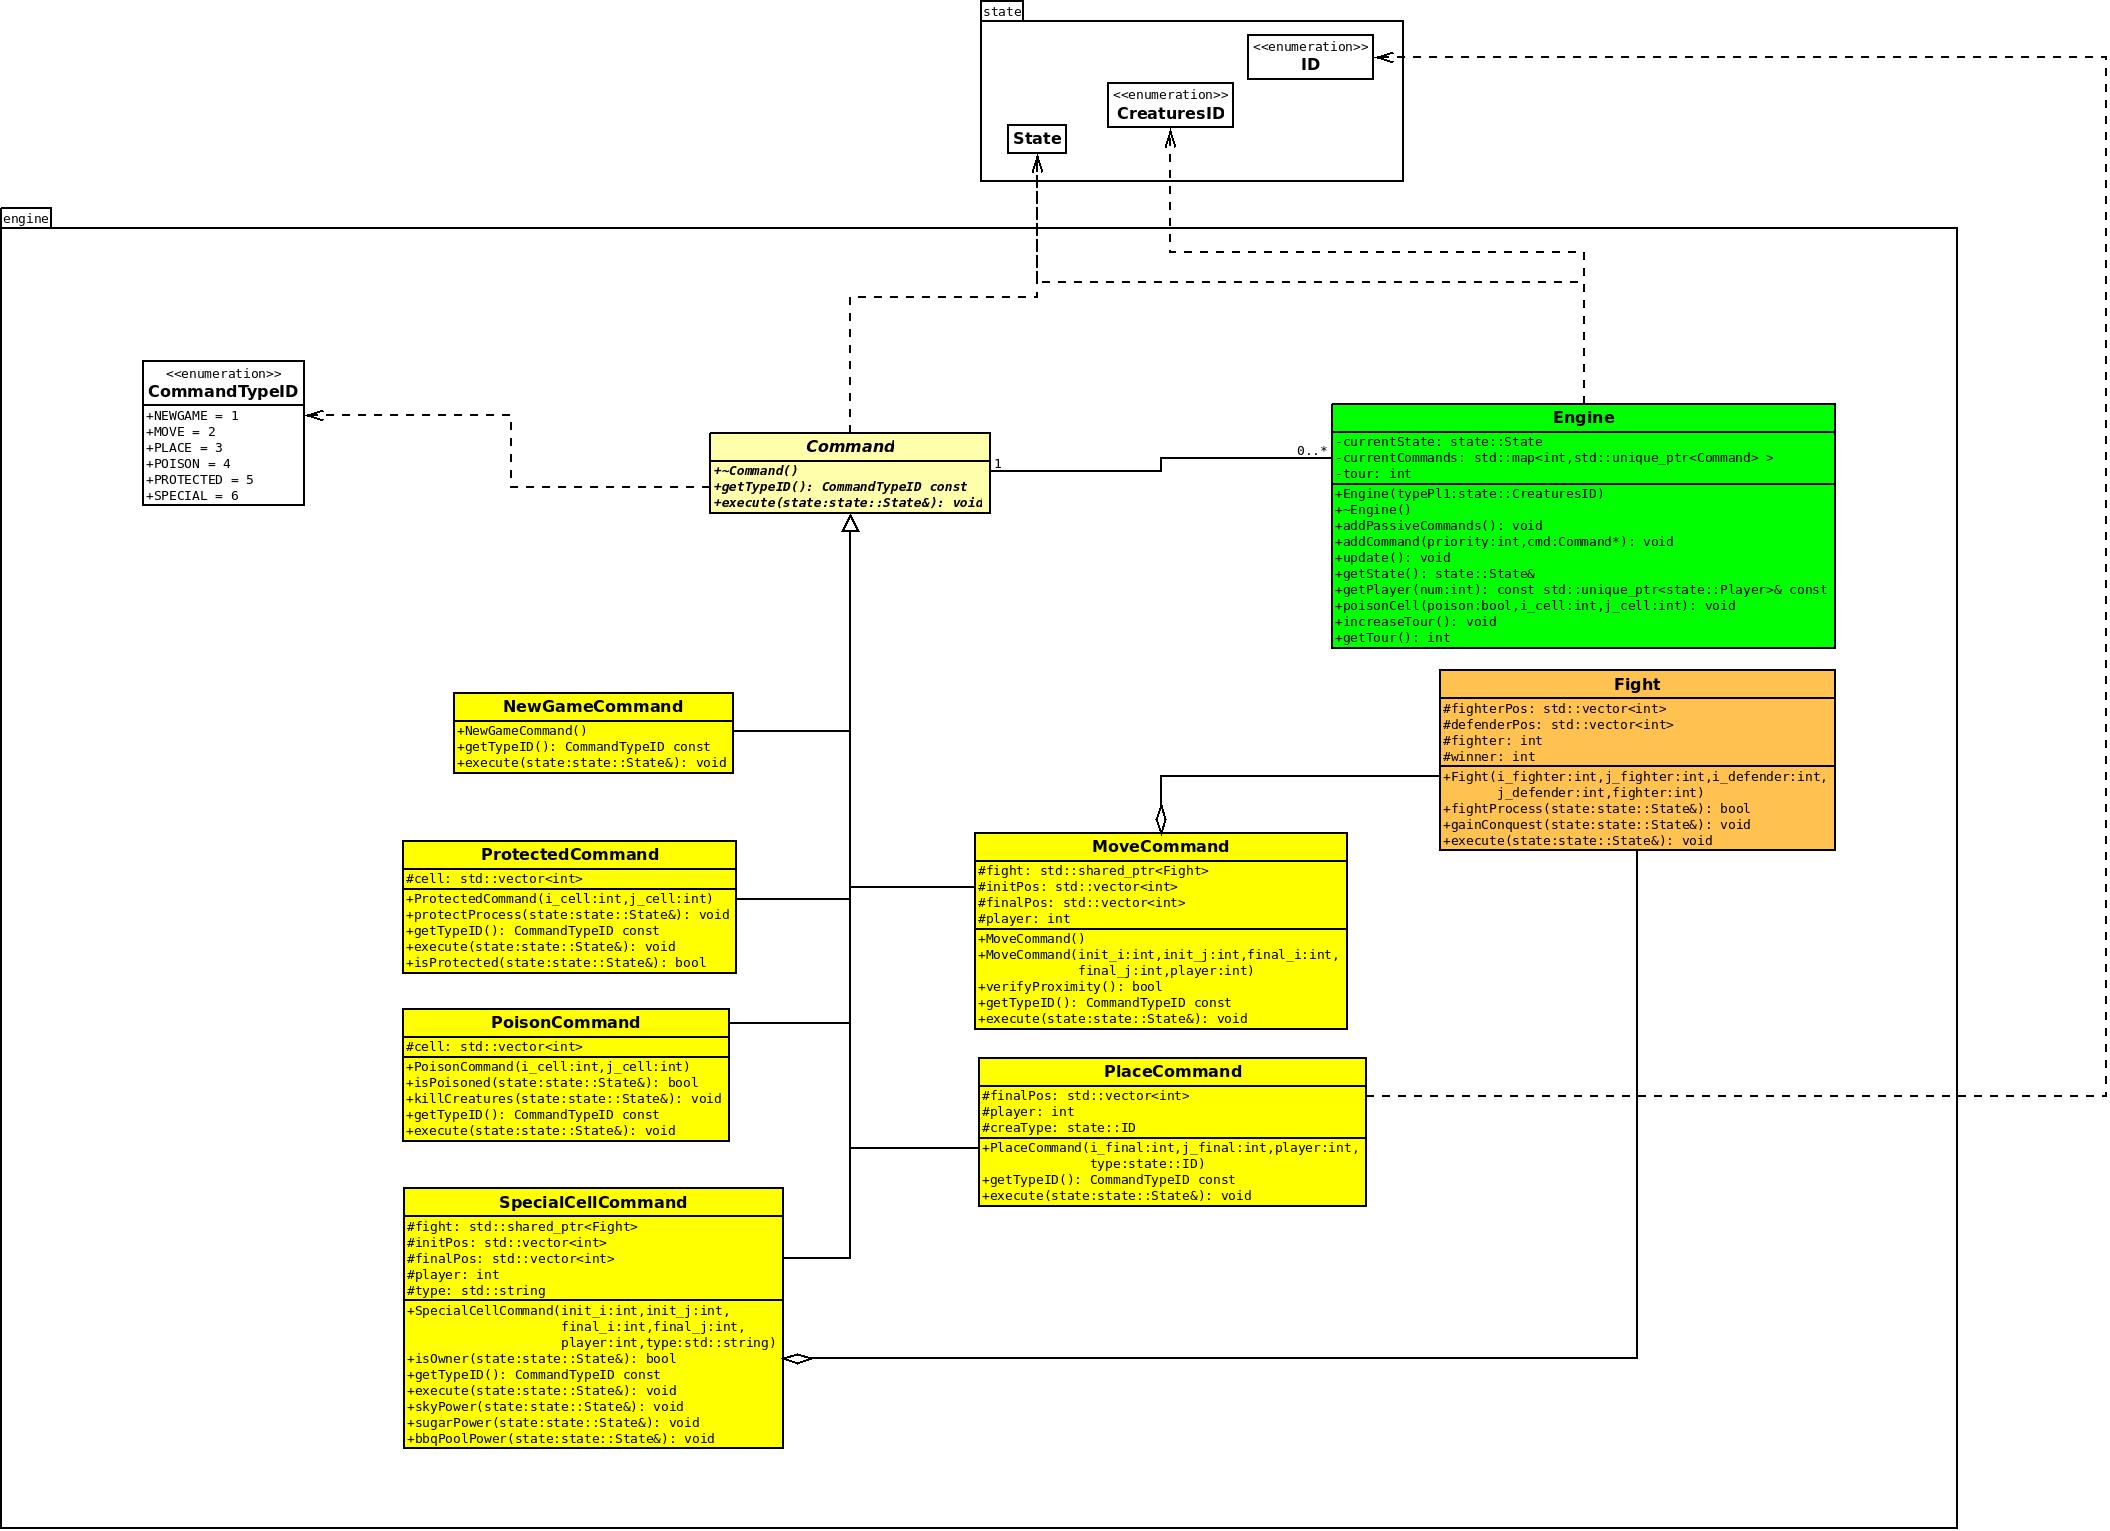 state
<<enumeration>>
ID
<<enumeration>>
CreaturesID
State
engine
<<enumeration>>
CommandTypeID
+NEWGAME = 1
+MOVE = 2
+PLACE = 3
+POISON = 4
+PROTECTED = 5
+SPECIAL = 6
Command
+~Command()
+getTypeID(): CommandTypeID const
+execute(state:state::State&): void
1
0..*
Engine
-currentState: state::State
-currentCommands: std::map<int,std::unique_ptr<Command> >
-tour: int
+Engine(typePl1:state::CreaturesID)
+~Engine()
+addPassiveCommands(): void
+addCommand(priority:int,cmd:Command*): void
+update(): void
+getState(): state::State&
+getPlayer(num:int): const std::unique_ptr<state::Player>& const
+poisonCell(poison:bool,i_cell:int,j_cell:int): void
+increaseTour(): void
+getTour(): int
Fight
#fighterPos: std::vector<int>
#defenderPos: std::vector<int>
#fighter: int
#winner: int
+Fight(i_fighter:int,j_fighter:int,i_defender:int,
j_defender:int,fighter:int)
+fightProcess(state:state::State&): bool
+gainConquest(state:state::State&): void
+execute(state:state::State&): void
NewGameCommand
+NewGameCommand()
+getTypeID(): CommandTypeID const
+execute(state:state::State&): void
ProtectedCommand
#cell: std::vector<int>
+ProtectedCommand(i_cell:int,j_cell:int)
+protectProcess(state:state::State&): void
+getTypeID(): CommandTypeID const
+execute(state:state::State&): void
+isProtected(state:state::State&): bool
MoveCommand
#fight: std::shared_ptr<Fight>
#initPos: std::vector<int>
#finalPos: std::vector<int>
#player: int
+MoveCommand()
+MoveCommand(init_i:int,init_j:int,final_i:int,
final_j:int,player:int)
+verifyProximity(): bool
+getTypeID(): CommandTypeID const
+execute(state:state::State&): void
PoisonCommand
#cell: std::vector<int>
+PoisonCommand(i_cell:int,j_cell:int)
+isPoisoned(state:state::State&): bool
+killCreatures(state:state::State&): void
+getTypeID(): CommandTypeID const
+execute(state:state::State&): void
PlaceCommand
#finalPos: std::vector<int>
#player: int
#creaType: state::ID
+PlaceCommand(i_final:int,j_final:int,player:int,
type:state::ID)
+getTypeID(): CommandTypeID const
+execute(state:state::State&): void
SpecialCellCommand
#fight: std::shared_ptr<Fight>
#initPos: std::vector<int>
#finalPos: std::vector<int>
#player: int
#type: std::string
+SpecialCellCommand(init_i:int,init_j:int,
final_i:int,final_j:int,
player:int,type:std::string)
+isOwner(state:state::State&): bool
+getTypeID(): CommandTypeID const
+execute(state:state::State&): void
+skyPower(state:state::State&): void
+sugarPower(state:state::State&): void
+bbqPoolPower(state:state::State&): void